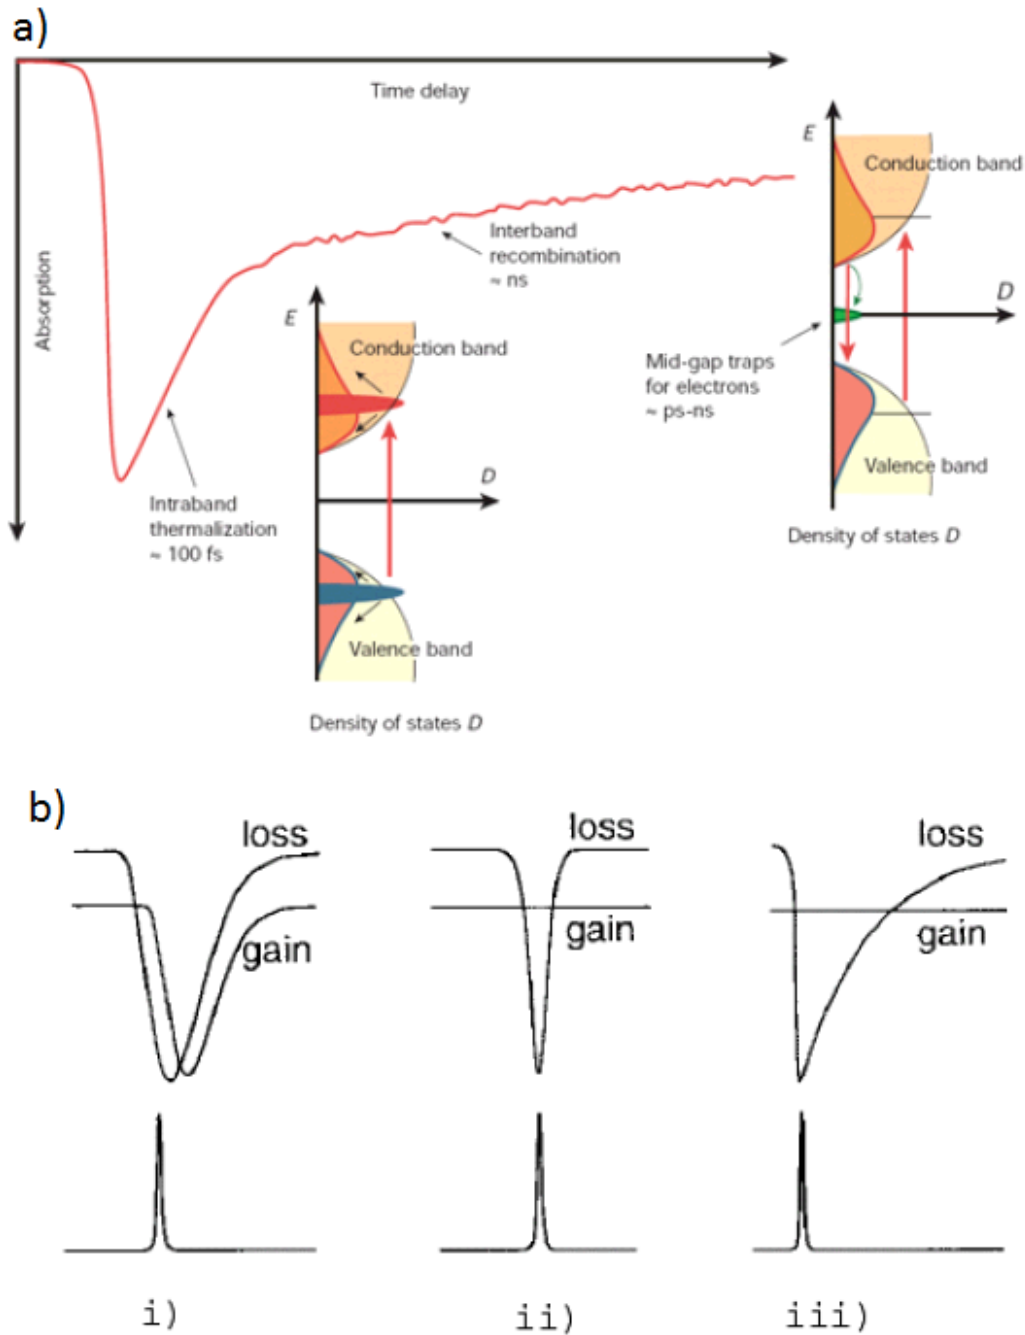 a)
Time delay
Absorption
Intraband
thermalization
≈ 100 fs
Interband
recombination
≈ ns
E
Conduction band
D
Valence band
Density of states D
E
Conduction band
D
Mid-gap traps
for electrons
≈ ps-ns
Valence band
Density of states D
b)
loss
gain
loss
gain
loss
gain
i)
ii)
iii)